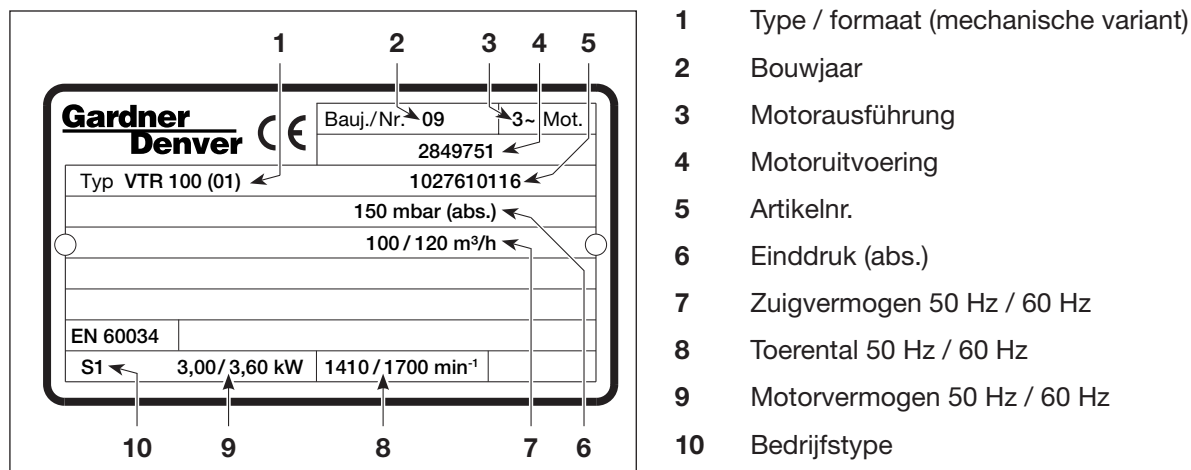 1 2 3 4 5
Gardner
Denver
CE
Bauj./Nr. 09 3~ Mot.
2849751
Typ VTR 100 (01) 1027610116
150 mbar (abs.)
100 / 120 m³/h
EN 60034
S1 3,00/3,60 kW 1410 / 1700 min⁻¹
10 9 8 7 6
1 Type / formaat (mechanische variant)
2 Bouwjaar
3 Motorausführung
4 Motoruitvoering
5 Artikelnr.
6 Einddruk (abs.)
7 Zuigvermogen 50 Hz / 60 Hz
8 Toerental 50 Hz / 60 Hz
9 Motorvermogen 50 Hz / 60 Hz
10 Bedrijfstype